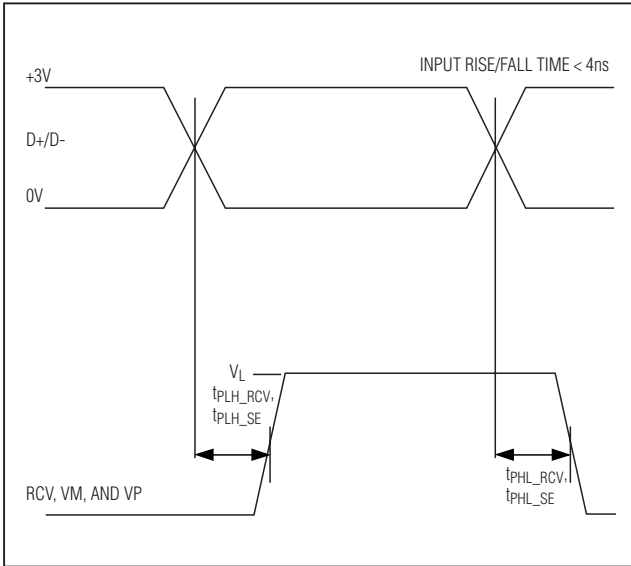 +3V
INPUT RISE/FALL TIME < 4ns
D+/D-
0V
VL
tPLH_RCV,
tPLH_SE
RCV, VM, AND VP
tPHL_RCV,
tPHL_SE